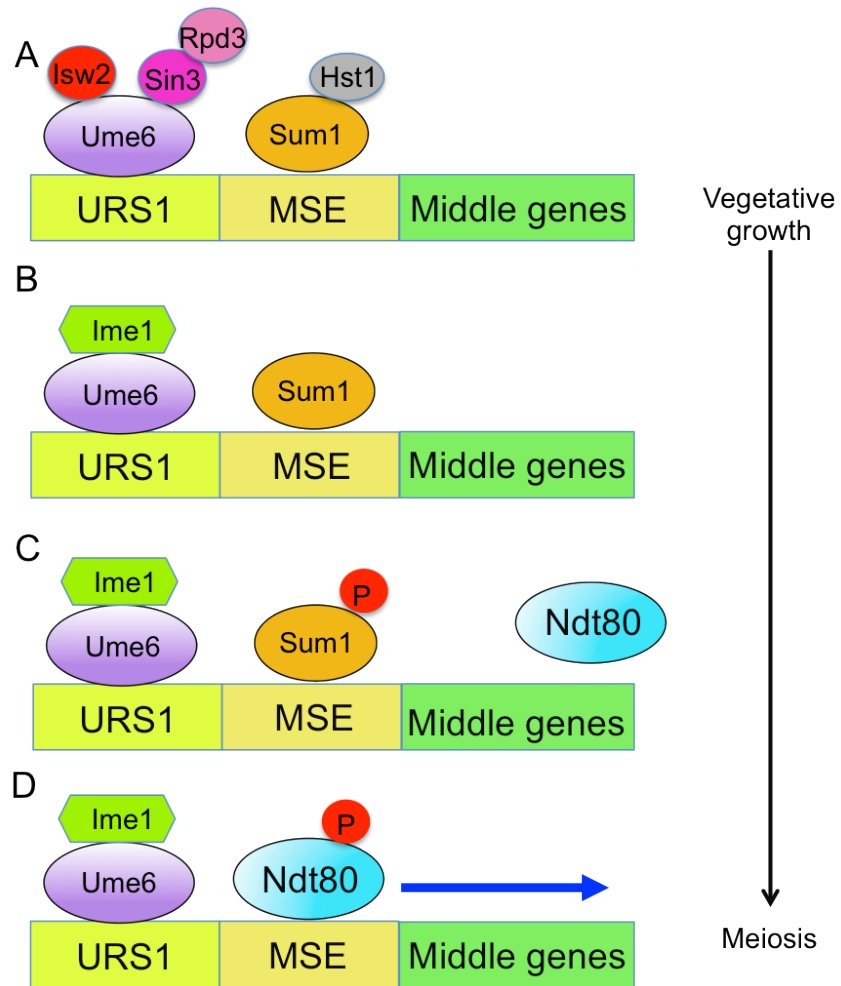 A
Isw2
Sin3
Rpd3
Hst1
Ume6
Sum1
URS1
MSE
Middle genes
Vegetative
growth
B
Ime1
Ume6
Sum1
URS1
MSE
Middle genes
C
Ime1
P
Ume6
Sum1
Ndt80
URS1
MSE
Middle genes
D
Ime1
P
Ume6
Ndt80
URS1
MSE
Middle genes
Meiosis